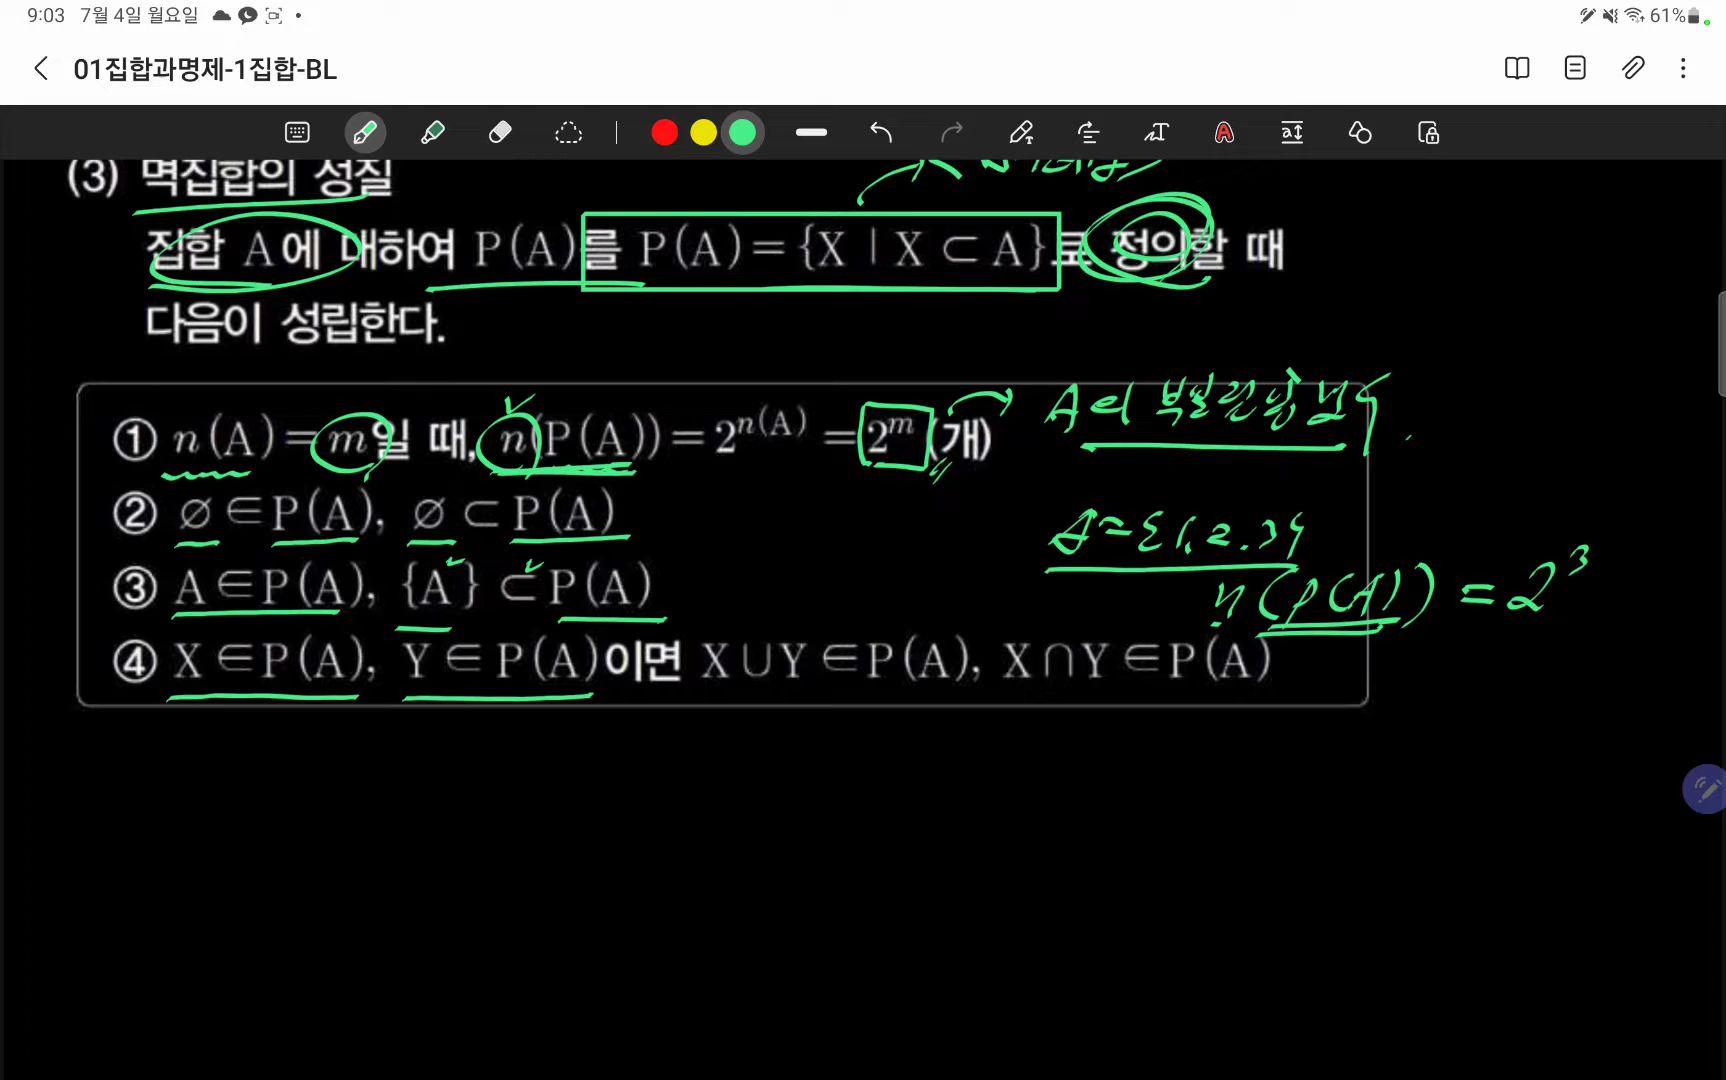 9:03 7월 4일 월요일
61%
01집합과명제-1집합-BL
(3) 멱집합의 성질
집합 A에 대하여 P(A)를 P(A)={X | X ⊂ A}로 정의할 때
다음이 성립한다.
① n(A)=m일 때, n(P(A))=2^{n(A)}=2^m(개)
A의 부분집합
② ∅∈P(A), ∅⊂P(A)
A={1,2,3}
③ A∈P(A), {A}⊂P(A)
n(P(A))=2^3
④ X∈P(A), Y∈P(A)이면 X∪Y∈P(A), X∩Y∈P(A)